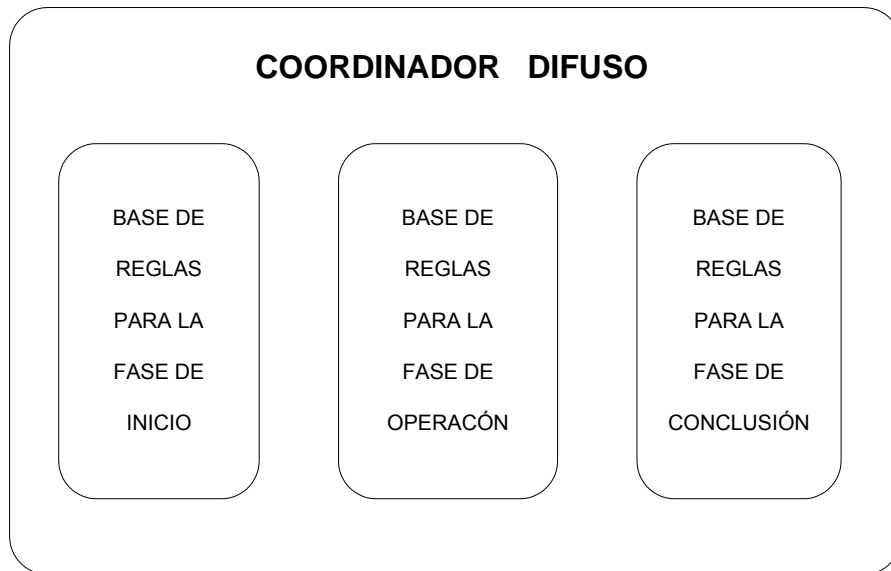 COORDINADOR DIFUSO
BASE DE
REGLAS
PARA LA
FASE DE
INICIO
BASE DE
REGLAS
PARA LA
FASE DE
OPERACÓN
BASE DE
REGLAS
PARA LA
FASE DE
CONCLUSIÓN